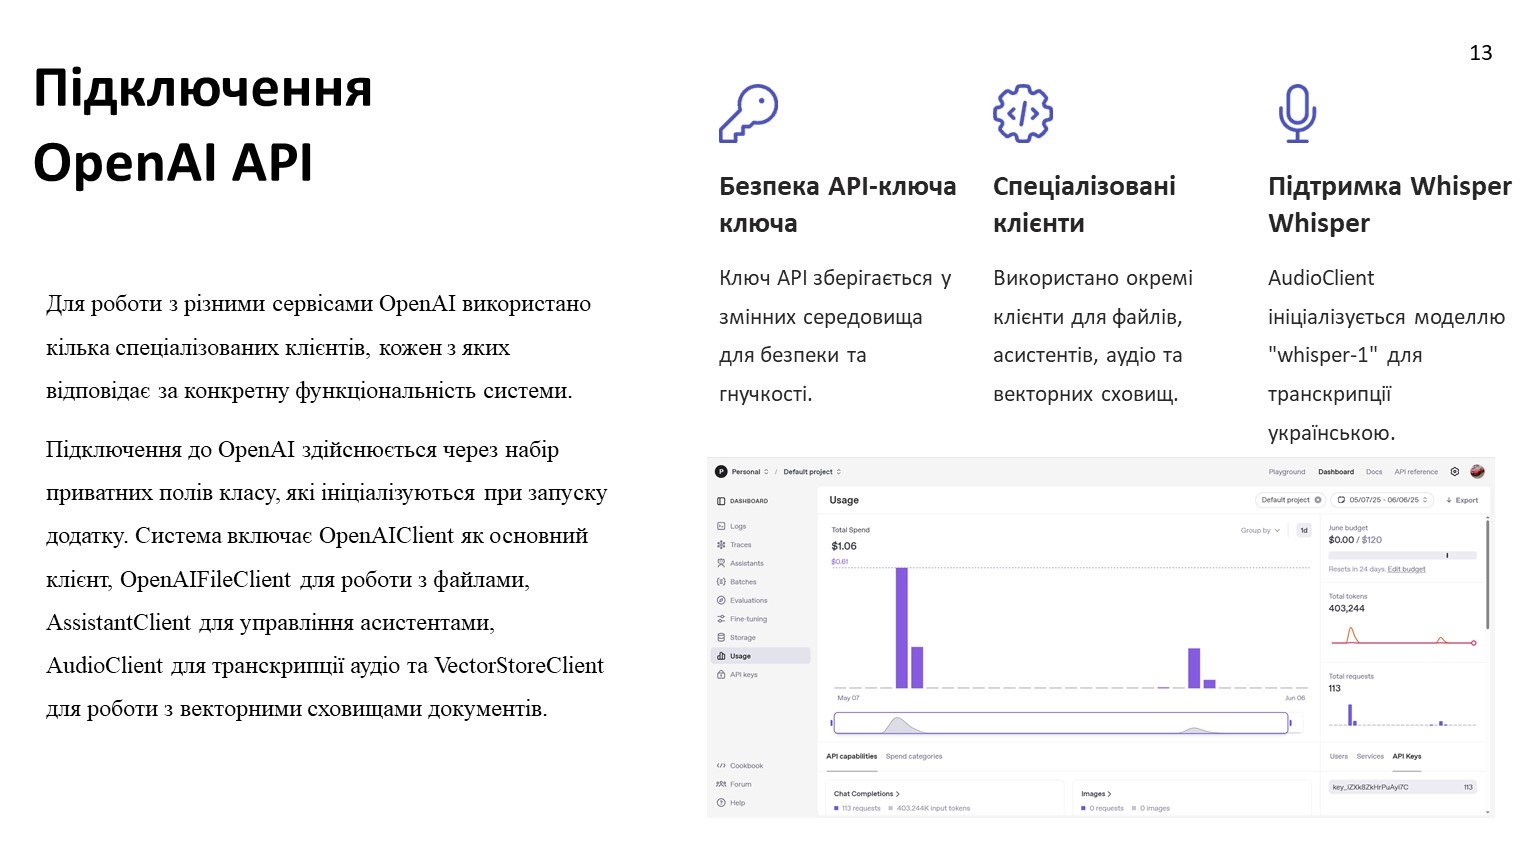 13
Підключення
OpenAI API
Для роботи з різними сервісами OpenAI використано
кілька спеціалізованих клієнтів, кожен з яких
відповідає за конкретну функціональність системи.
Підключення до OpenAI здійснюється через набір
приватних полів класу, які ініціалізуються при запуску
додатку. Система включає OpenAIClient як основний
клієнт, OpenAIFileClient для роботи з файлами,
AssistantClient для управління асистентами,
AudioClient для транскрипції аудіо та VectorStoreClient
для роботи з векторними сховищами документів.
Безпека API-ключа
ключа
Ключ API зберігається у
змінних середовища
для безпеки та
гнучкості.
Спеціалізовані
клієнти
Використано окремі
клієнти для файлів,
асистентів, аудіо та
векторних сховищ.
Підтримка Whisper
Whisper
AudioClient
ініціалізується моделлю
"whisper-1" для
транскрипції
українською.
P Personal / Default project
Playground Dashboard Docs API reference
DASHBOARD
Logs
Traces
Assistants
Batches
Evaluations
Fine-tuning
Storage
Usage
API keys
Cookbook
Forum
Help
Usage
Default project 05/07/25 - 06/06/25 Export
Total Spend
$1.06
$0.61
Group by 1d
May 07 Jun 06
API capabilities Spend categories
Chat Completions
113 requests 403.244K input tokens
Images
0 requests 0 images
June budget
$0.00 / $120
Resets in 24 days. Edit budget
Total tokens
403,244
Total requests
113
Users Services API Keys
key_iZXk8ZkHrPuAyi7C 113